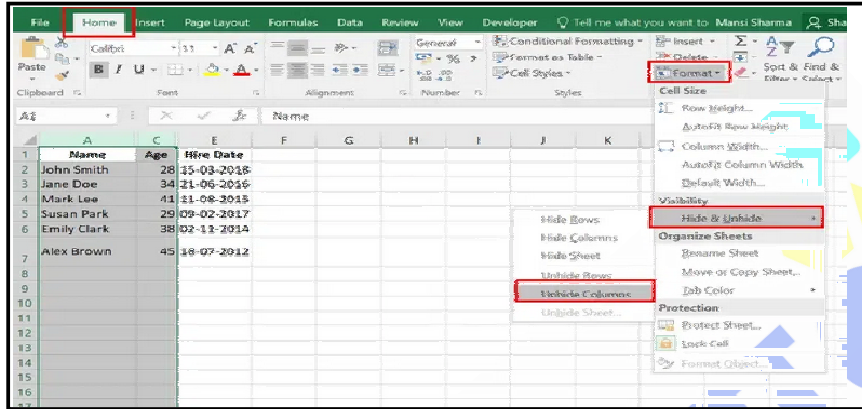 File Home Insert Page Layout Formulas Data Review View Developer Tell me what you want to Mansi Sharma Sha
Calibri 11 A A General Conditional Formatting Insert Σ
Paste B I U A % Format as Table Delete Sort & Find &
Cell Styles Format Filter Select
Clipboard Font Alignment Number Styles Cell Size
Row Height...
A1 fx Name
AutoFit Row Height
A C E F G H I J K
Column Width...
1 Name Age Hire Date
AutoFit Column Width
2 John Smith 28 15-03-2018
Default Width...
3 Jane Doe 34 21-06-2016
Visibility
4 Mark Lee 41 11-08-2015
Hide & Unhide
5 Susan Park 29 09-02-2017
Hide Rows
Organize Sheets
6 Emily Clark 38 02-11-2014
Hide Columns
Rename Sheet
7 Alex Brown 45 18-07-2012
Hide Sheet
Move or Copy Sheet...
8
Unhide Rows
Tab Color
9
Unhide Columns
Protection
10
Unhide Sheet...
Protect Sheet...
11
12
Lock Cell
13
Format Object...
14
15
16
17